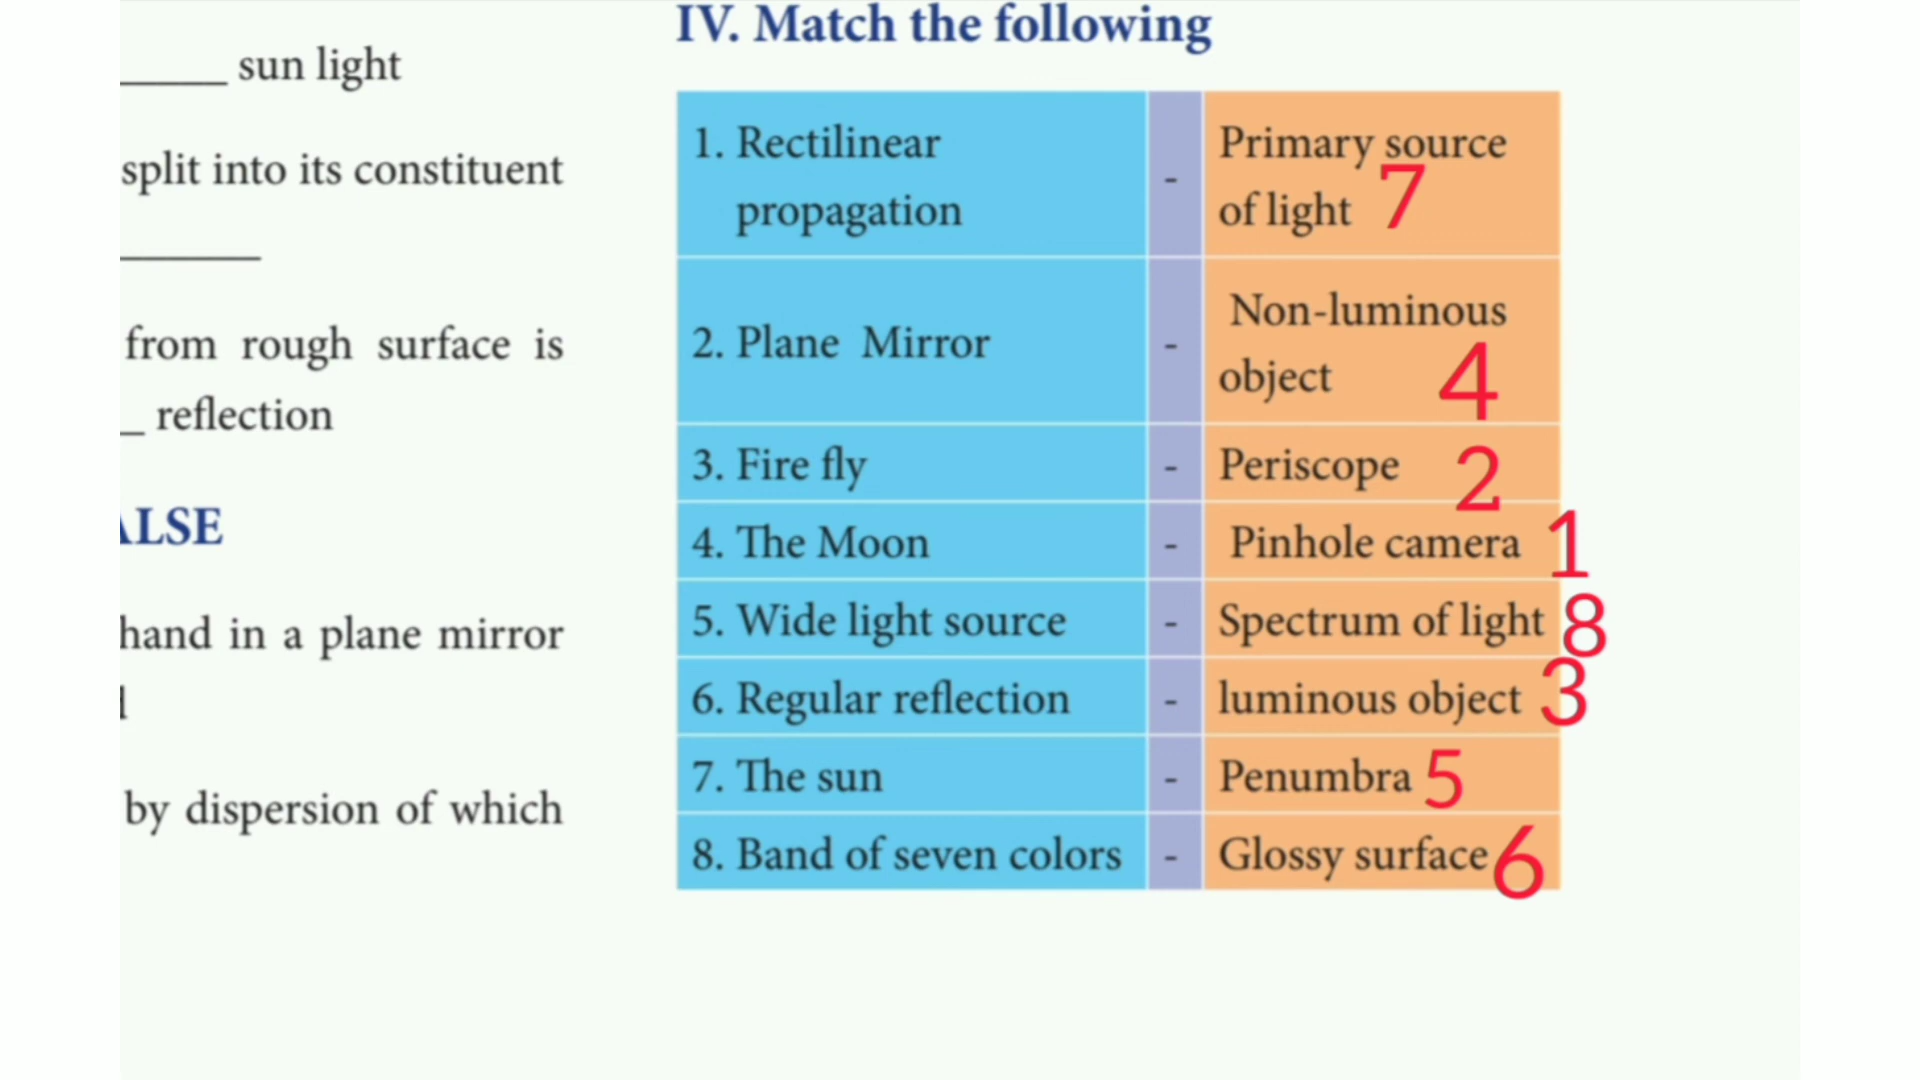 _____ sun light
split into its constituent
______
from rough surface is
_ reflection
ALSE
hand in a plane mirror
by dispersion of which
IV. Match the following
1. Rectilinear propagation - Primary source of light 7
2. Plane Mirror - Non-luminous object 4
3. Fire fly - Periscope 2
4. The Moon - Pinhole camera 1
5. Wide light source - Spectrum of light 8
6. Regular reflection - luminous object 3
7. The sun - Penumbra 5
8. Band of seven colors - Glossy surface 6